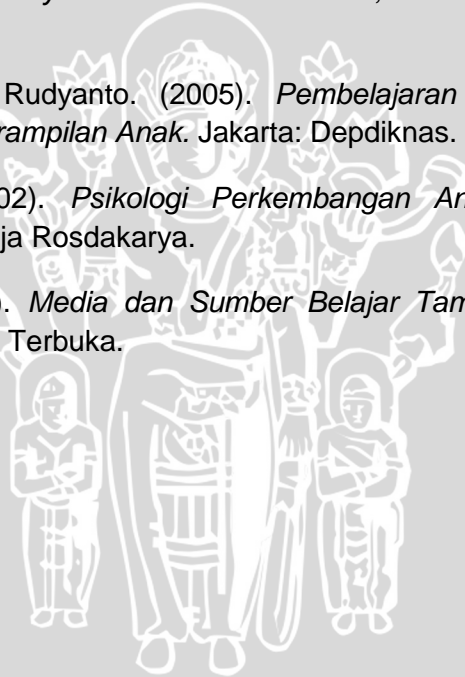 Rudyanto. (2005). Pembelajaran
rampilan Anak. Jakarta: Depdiknas.
02). Psikologi Perkembangan An
ja Rosdakarya.
). Media dan Sumber Belajar Tam
Terbuka.